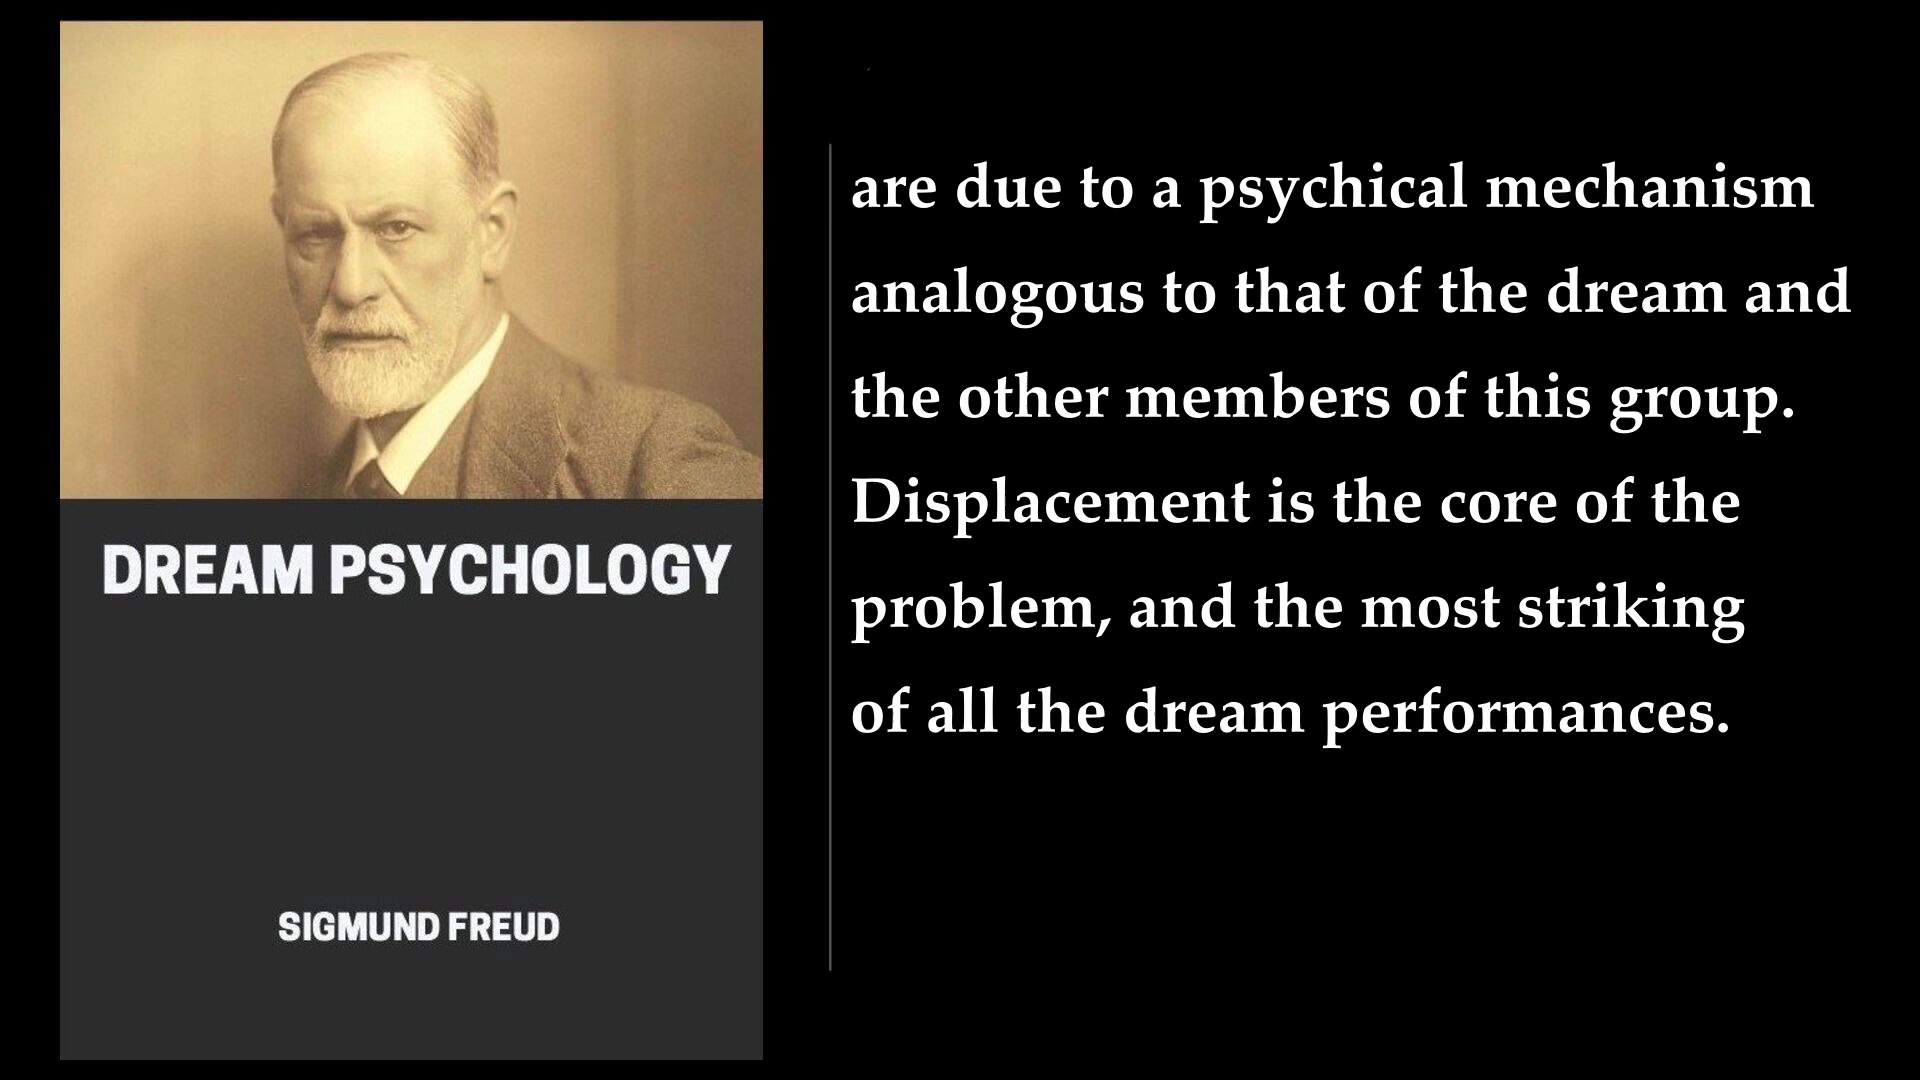 DREAM PSYCHOLOGY
SIGMUND FREUD
are due to a psychical mechanism
analogous to that of the dream and
the other members of this group.
Displacement is the core of the
problem, and the most striking
of all the dream performances.